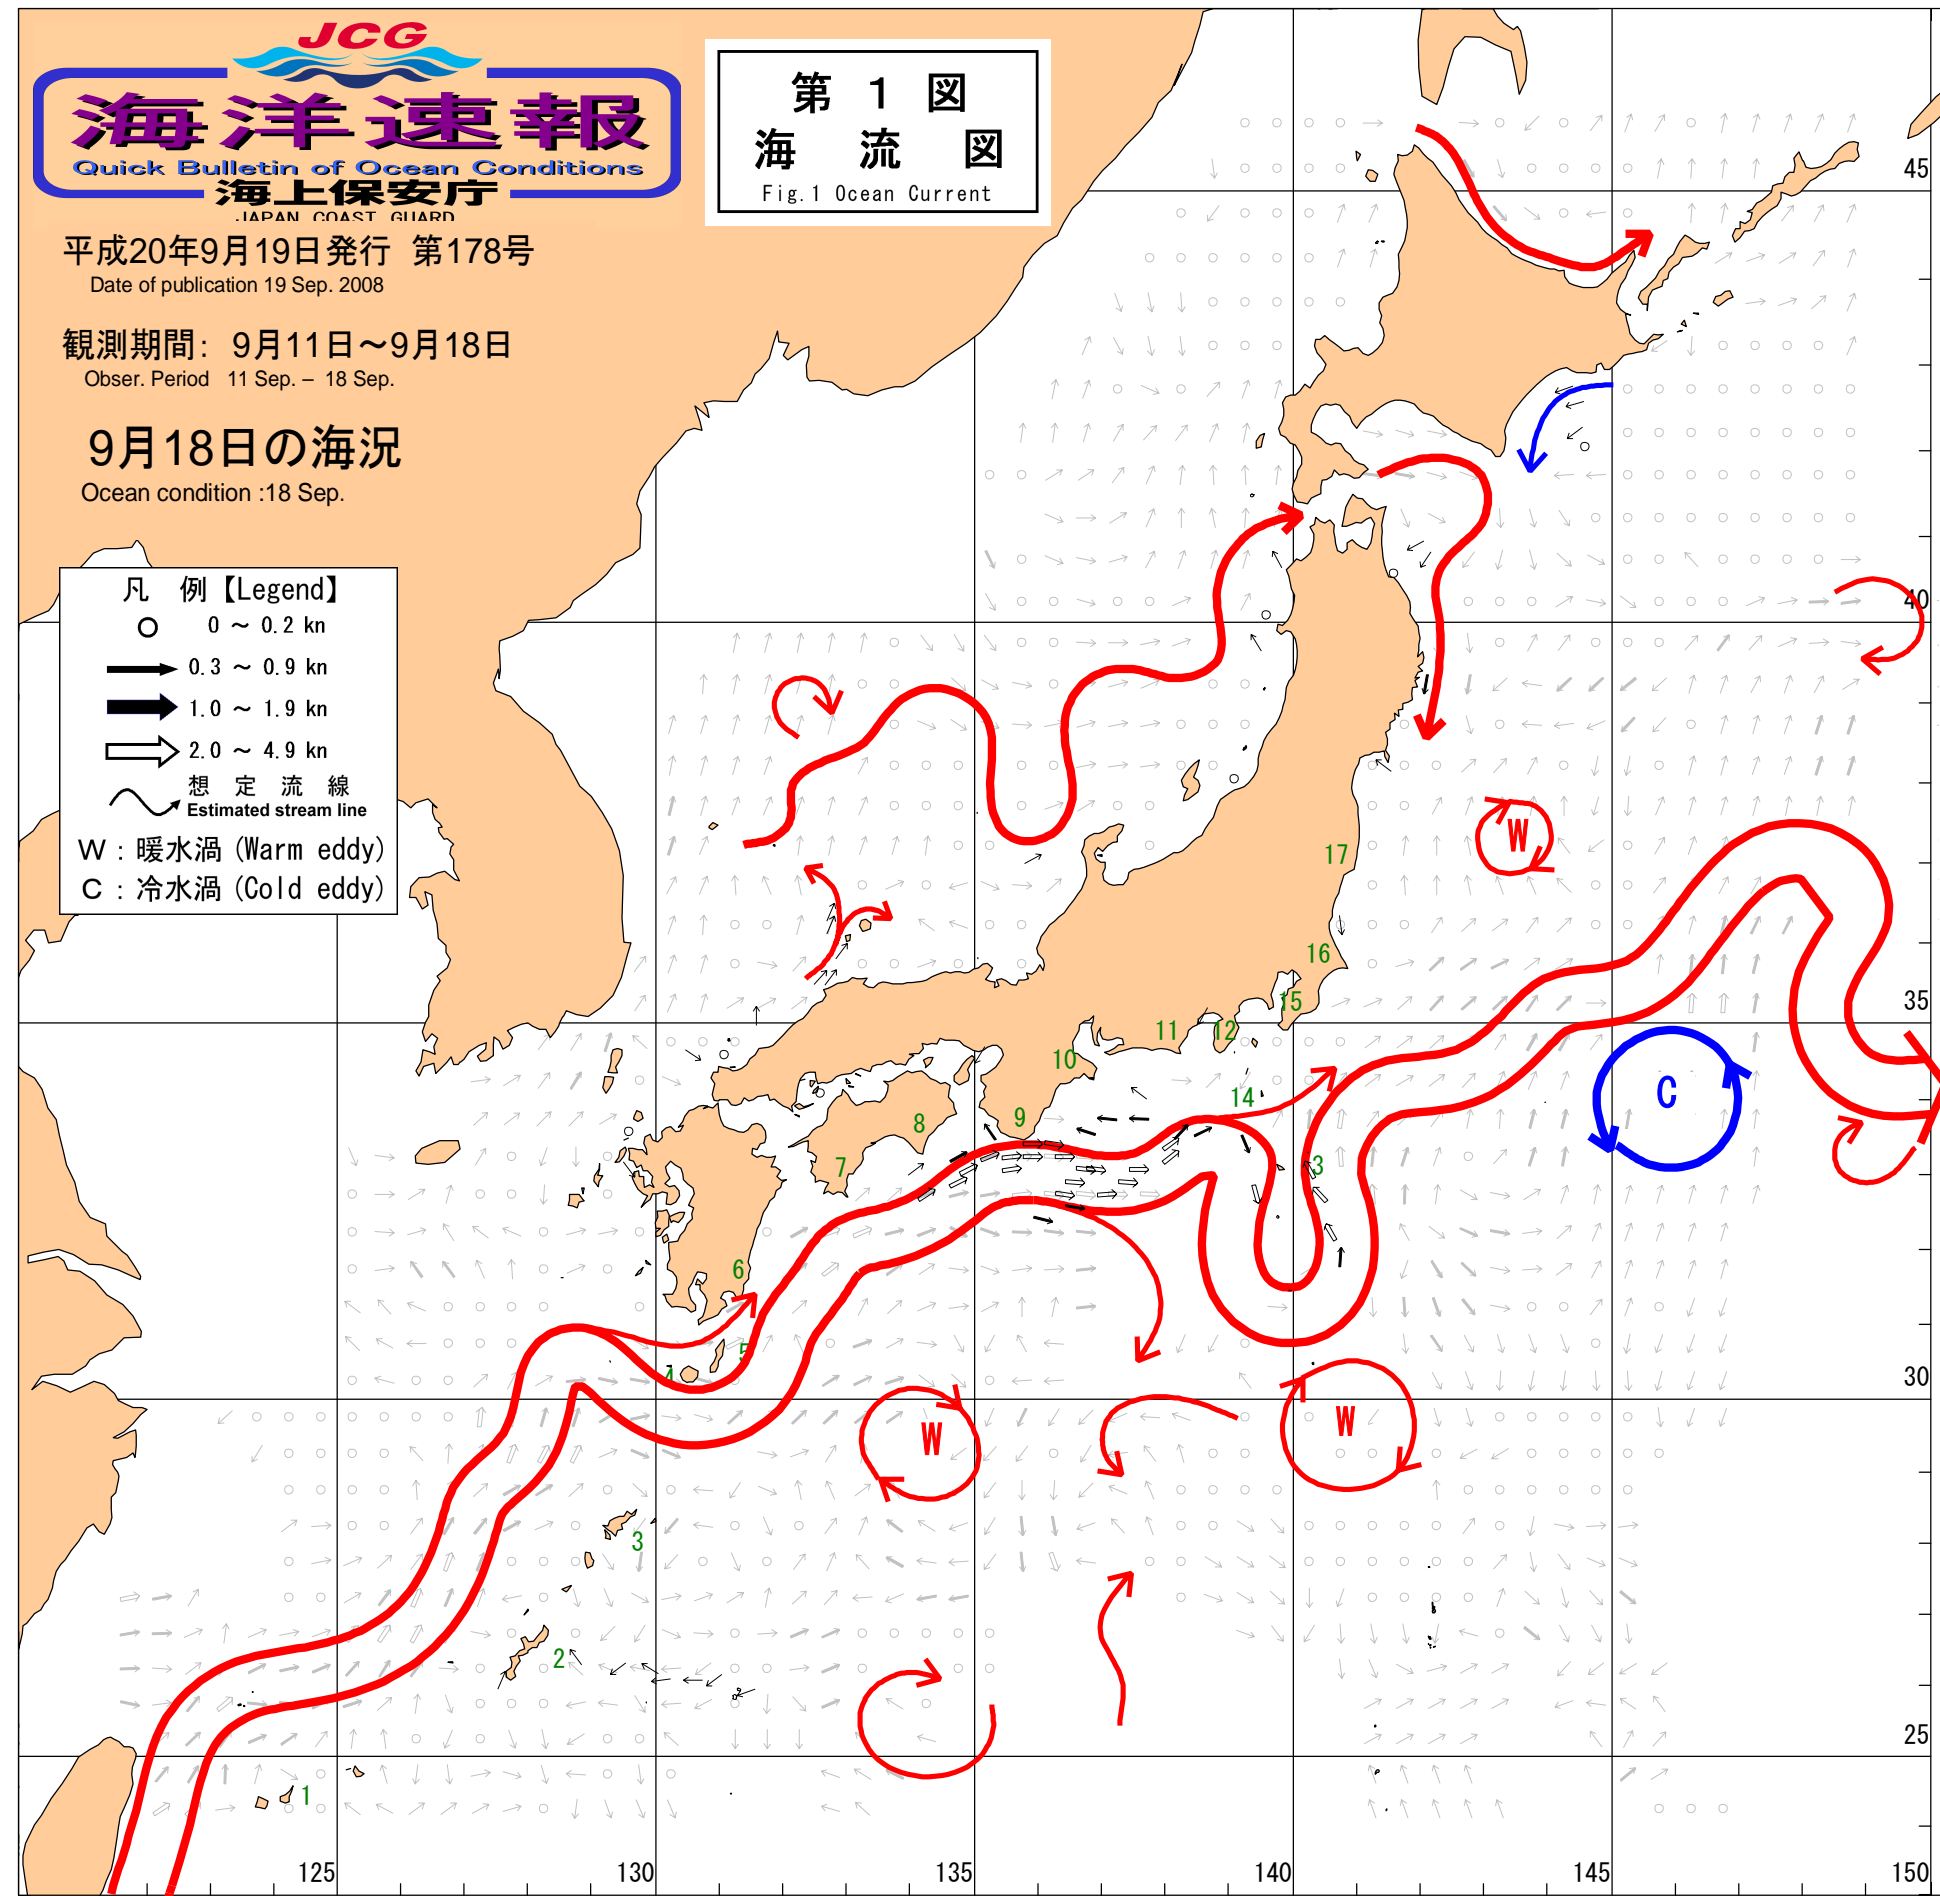 JCG
海洋速報
Quick Bulletin of Ocean Conditions
海上保安庁
JAPAN COAST GUARD
平成20年9月19日発行 第178号
Date of publication 19 Sep. 2008
観測期間: 9月11日～9月18日
Obser. Period 11 Sep. – 18 Sep.
9月18日の海況
Ocean condition :18 Sep.
第 1 図
海 流 図
Fig.1 Ocean Current
凡 例【Legend】
0 ～ 0.2 kn
0.3 ～ 0.9 kn
1.0 ～ 1.9 kn
2.0 ～ 4.9 kn
想 定 流 線
Estimated stream line
W : 暖水渦 (Warm eddy)
C : 冷水渦 (Cold eddy)
45
40
17
W
16
35
15
11
12
10
14
C
9
8
7
3
6
5
4
30
W
W
3
2
25
1
125
130
135
140
145
150